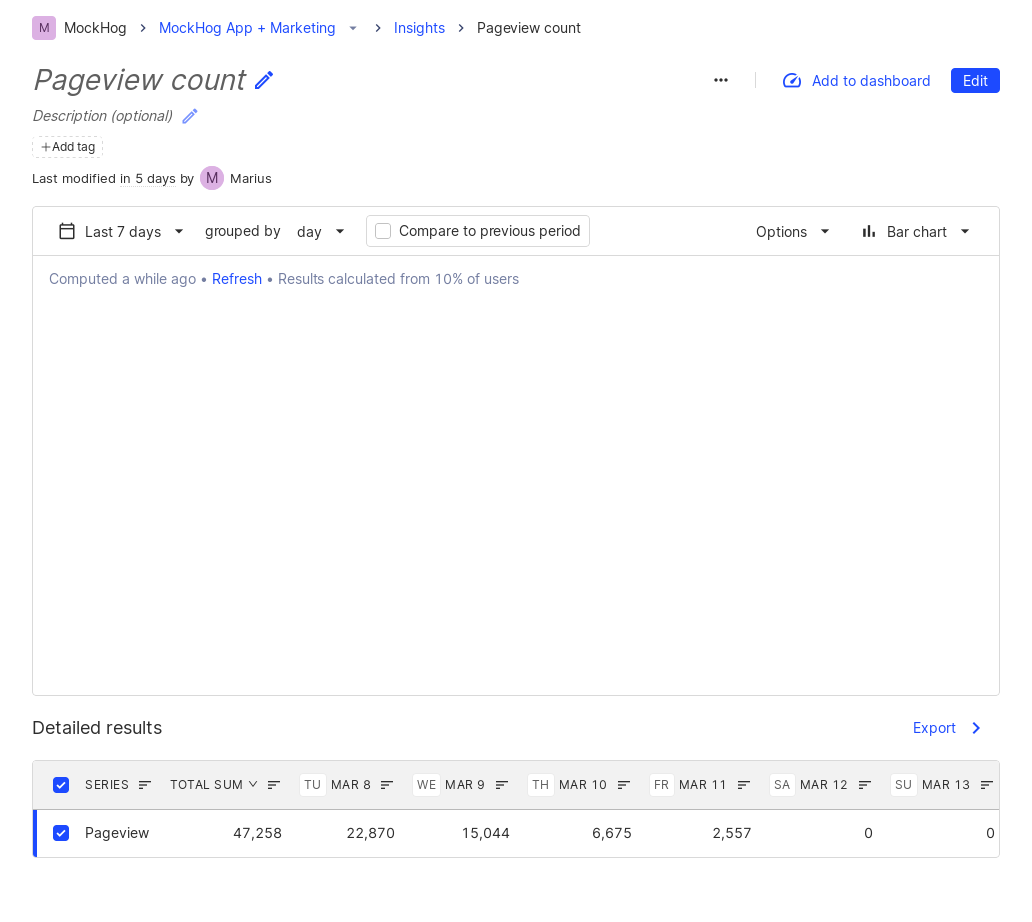 M MockHog > MockHog App + Marketing > Insights > Pageview count
Pageview count
Add to dashboard Edit
Description (optional)
+Add tag
Last modified in 5 days by M Marius
Last 7 days grouped by day Compare to previous period Options Bar chart
Computed a while ago • Refresh • Results calculated from 10% of users
Detailed results Export
SERIES TOTAL SUM TU MAR 8 WE MAR 9 TH MAR 10 FR MAR 11 SA MAR 12 SU MAR 13
Pageview 47,258 22,870 15,044 6,675 2,557 0 0